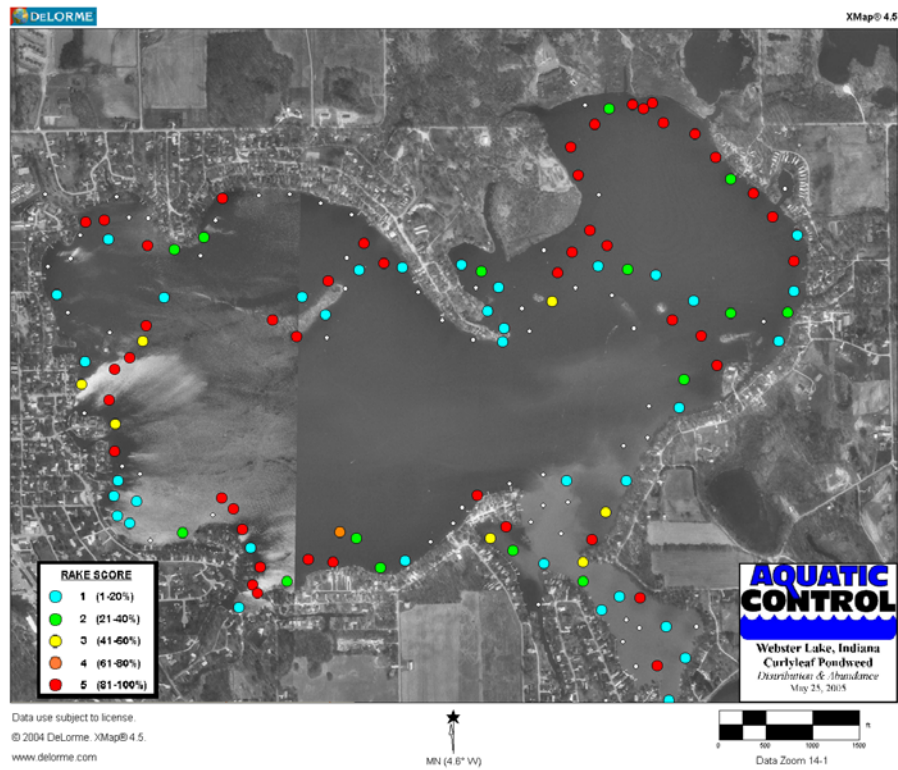 DELORME
XMap® 4.5
RAKE SCORE
1 (1-20%)
2 (21-40%)
3 (41-60%)
4 (61-80%)
5 (81-100%)
AQUATIC
CONTROL
Webster Lake, Indiana
Curlyleaf Pondweed
Distribution & Abundance
May 25, 2005
Data use subject to license.
© 2004 DeLorme. XMap® 4.5.
www.delorme.com
MN (4.6° W)
ft
0 500 1000 1500
Data Zoom 14-1